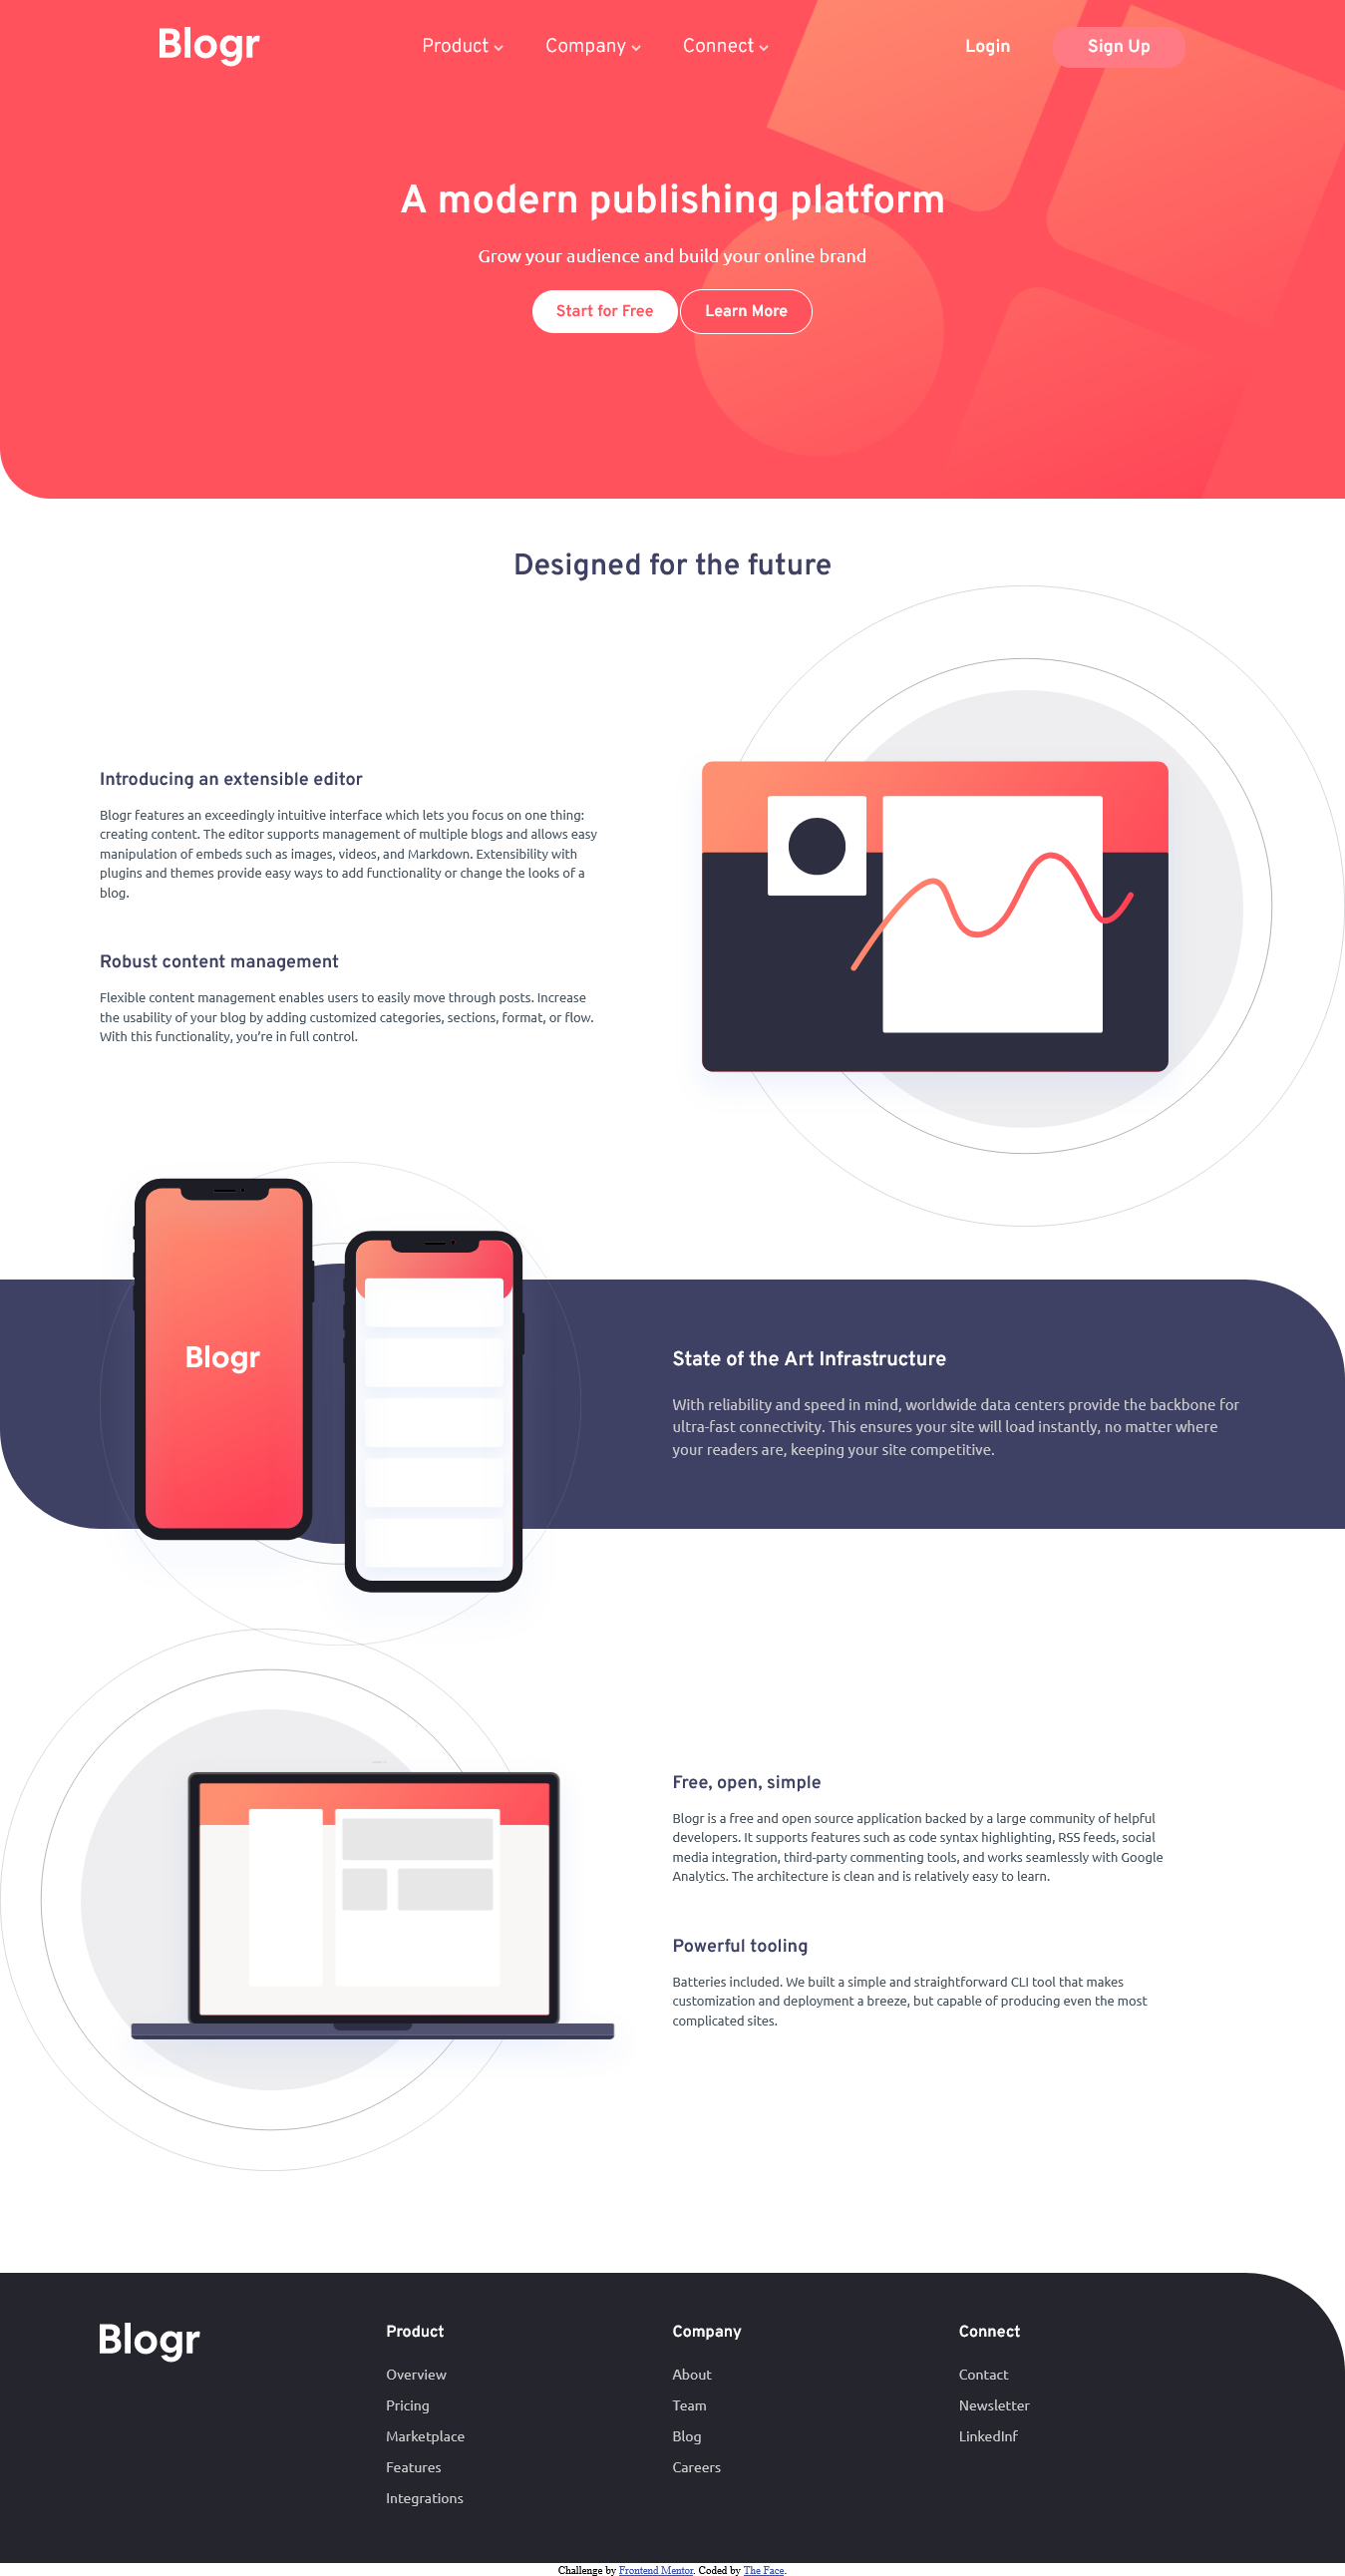 Blogr
Product
Company
Connect
Login
Sign Up
A modern publishing platform
Grow your audience and build your online brand
Start for Free
Learn More
Designed for the future
Introducing an extensible editor
Blogr features an exceedingly intuitive interface which lets you focus on one thing:
creating content. The editor supports management of multiple blogs and allows easy
manipulation of embeds such as images, videos, and Markdown. Extensibility with
plugins and themes provide easy ways to add functionality or change the looks of a
blog.
Robust content management
Flexible content management enables users to easily move through posts. Increase
the usability of your blog by adding customized categories, sections, format, or flow.
With this functionality, you’re in full control.
Blogr
State of the Art Infrastructure
With reliability and speed in mind, worldwide data centers provide the backbone for
ultra-fast connectivity. This ensures your site will load instantly, no matter where
your readers are, keeping your site competitive.
Free, open, simple
Blogr is a free and open source application backed by a large community of helpful
developers. It supports features such as code syntax highlighting, RSS feeds, social
media integration, third-party commenting tools, and works seamlessly with Google
Analytics. The architecture is clean and is relatively easy to learn.
Powerful tooling
Batteries included. We built a simple and straightforward CLI tool that makes
customization and deployment a breeze, but capable of producing even the most
complicated sites.
Blogr
Product
Overview
Pricing
Marketplace
Features
Integrations
Company
About
Team
Blog
Careers
Connect
Contact
Newsletter
LinkedInf
Challenge by Frontend Mentor. Coded by The Face.